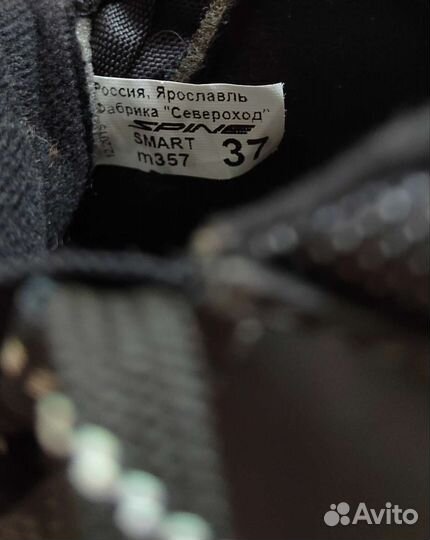 Россия, Ярославль
фабрика "Североход"
SPINE
SMART 37
m357
Avito